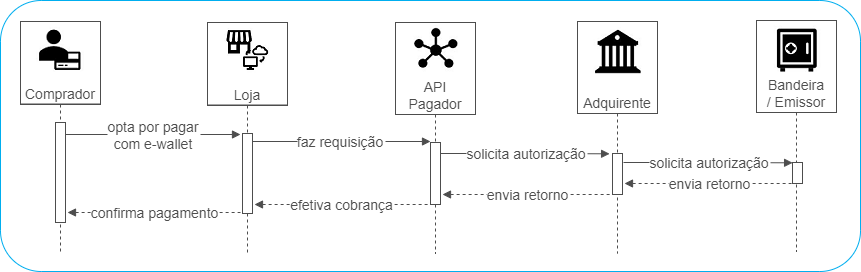 Comprador
Loja
API
Pagador
Adquirente
Bandeira
/ Emissor
opta por pagar
com e-wallet
faz requisição
solicita autorização
solicita autorização
envia retorno
envia retorno
efetiva cobrança
confirma pagamento